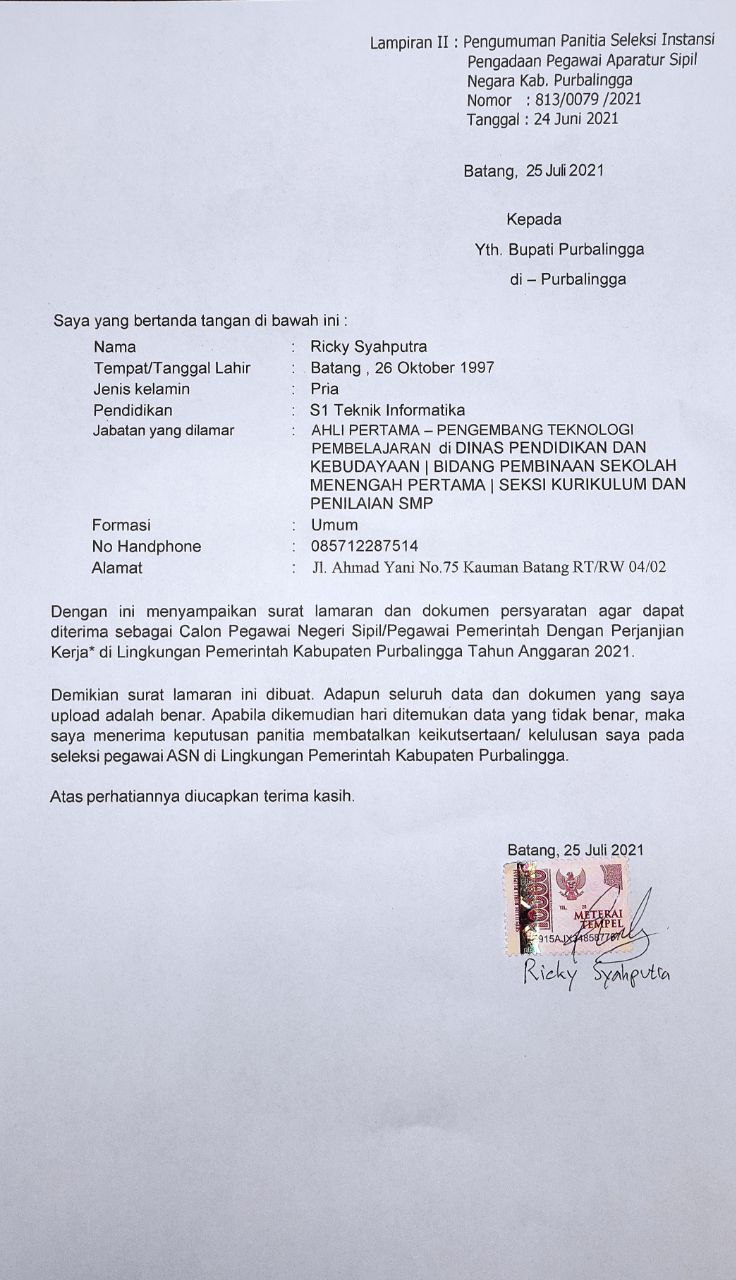 Lampiran II : Pengumuman Panitia Seleksi Instansi
Pengadaan Pegawai Aparatur Sipil
Negara Kab. Purbalingga
Nomor : 813/0079 /2021
Tanggal : 24 Juni 2021
Batang, 25 Juli 2021
Kepada
Yth. Bupati Purbalingga
di – Purbalingga
Saya yang bertanda tangan di bawah ini :
Nama : Ricky Syahputra
Tempat/Tanggal Lahir : Batang , 26 Oktober 1997
Jenis kelamin : Pria
Pendidikan : S1 Teknik Informatika
Jabatan yang dilamar : AHLI PERTAMA – PENGEMBANG TEKNOLOGI
PEMBELAJARAN di DINAS PENDIDIKAN DAN
KEBUDAYAAN | BIDANG PEMBINAAN SEKOLAH
MENENGAH PERTAMA | SEKSI KURIKULUM DAN
PENILAIAN SMP
Formasi : Umum
No Handphone : 085712287514
Alamat : Jl. Ahmad Yani No.75 Kauman Batang RT/RW 04/02
Dengan ini menyampaikan surat lamaran dan dokumen persyaratan agar dapat
diterima sebagai Calon Pegawai Negeri Sipil/Pegawai Pemerintah Dengan Perjanjian
Kerja* di Lingkungan Pemerintah Kabupaten Purbalingga Tahun Anggaran 2021.
Demikian surat lamaran ini dibuat. Adapun seluruh data dan dokumen yang saya
upload adalah benar. Apabila dikemudian hari ditemukan data yang tidak benar, maka
saya menerima keputusan panitia membatalkan keikutsertaan/ kelulusan saya pada
seleksi pegawai ASN di Lingkungan Pemerintah Kabupaten Purbalingga.
Atas perhatiannya diucapkan terima kasih.
Batang, 25 Juli 2021
10000
METERAI
TEMPEL
Ricky Syahputra